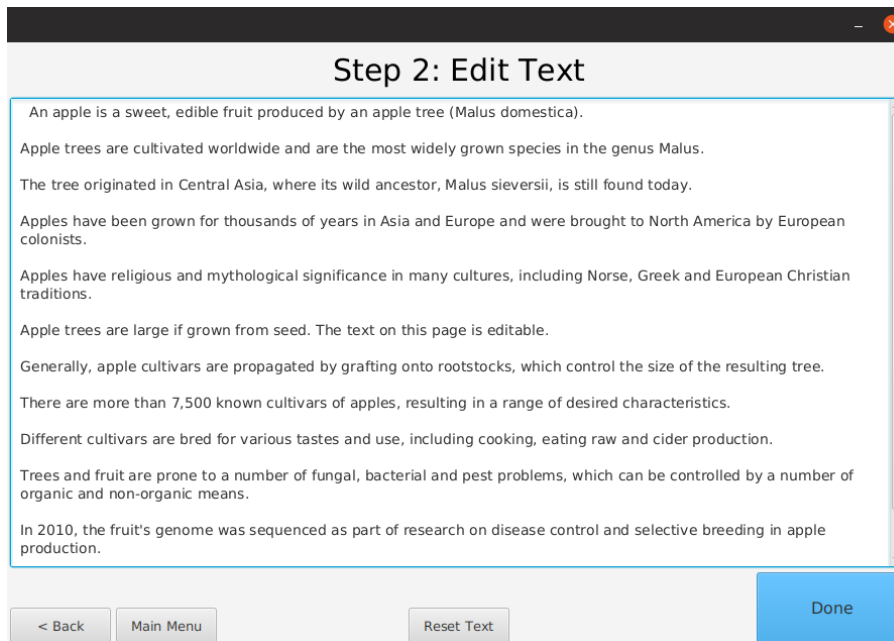 Step 2: Edit Text
An apple is a sweet, edible fruit produced by an apple tree (Malus domestica).
Apple trees are cultivated worldwide and are the most widely grown species in the genus Malus.
The tree originated in Central Asia, where its wild ancestor, Malus sieversii, is still found today.
Apples have been grown for thousands of years in Asia and Europe and were brought to North America by European
colonists.
Apples have religious and mythological significance in many cultures, including Norse, Greek and European Christian
traditions.
Apple trees are large if grown from seed. The text on this page is editable.
Generally, apple cultivars are propagated by grafting onto rootstocks, which control the size of the resulting tree.
There are more than 7,500 known cultivars of apples, resulting in a range of desired characteristics.
Different cultivars are bred for various tastes and use, including cooking, eating raw and cider production.
Trees and fruit are prone to a number of fungal, bacterial and pest problems, which can be controlled by a number of
organic and non-organic means.
In 2010, the fruit's genome was sequenced as part of research on disease control and selective breeding in apple
production.
< Back
Main Menu
Reset Text
Done